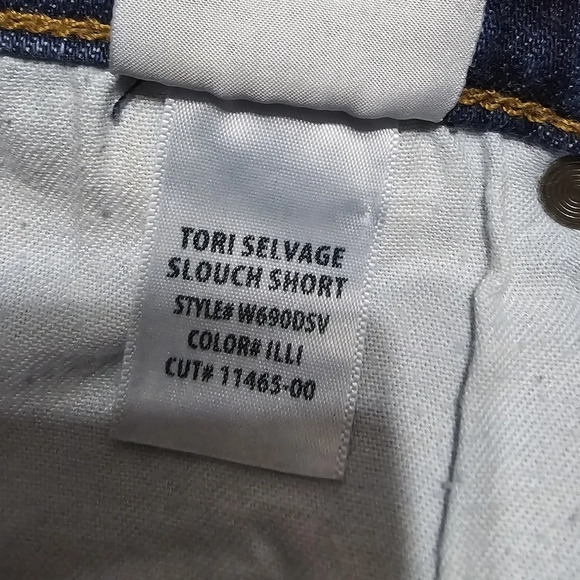 TORI SELVAGE
SLOUCH SHORT
STYLE# W690DSV
COLOR# ILLI
CUT# 11465-00